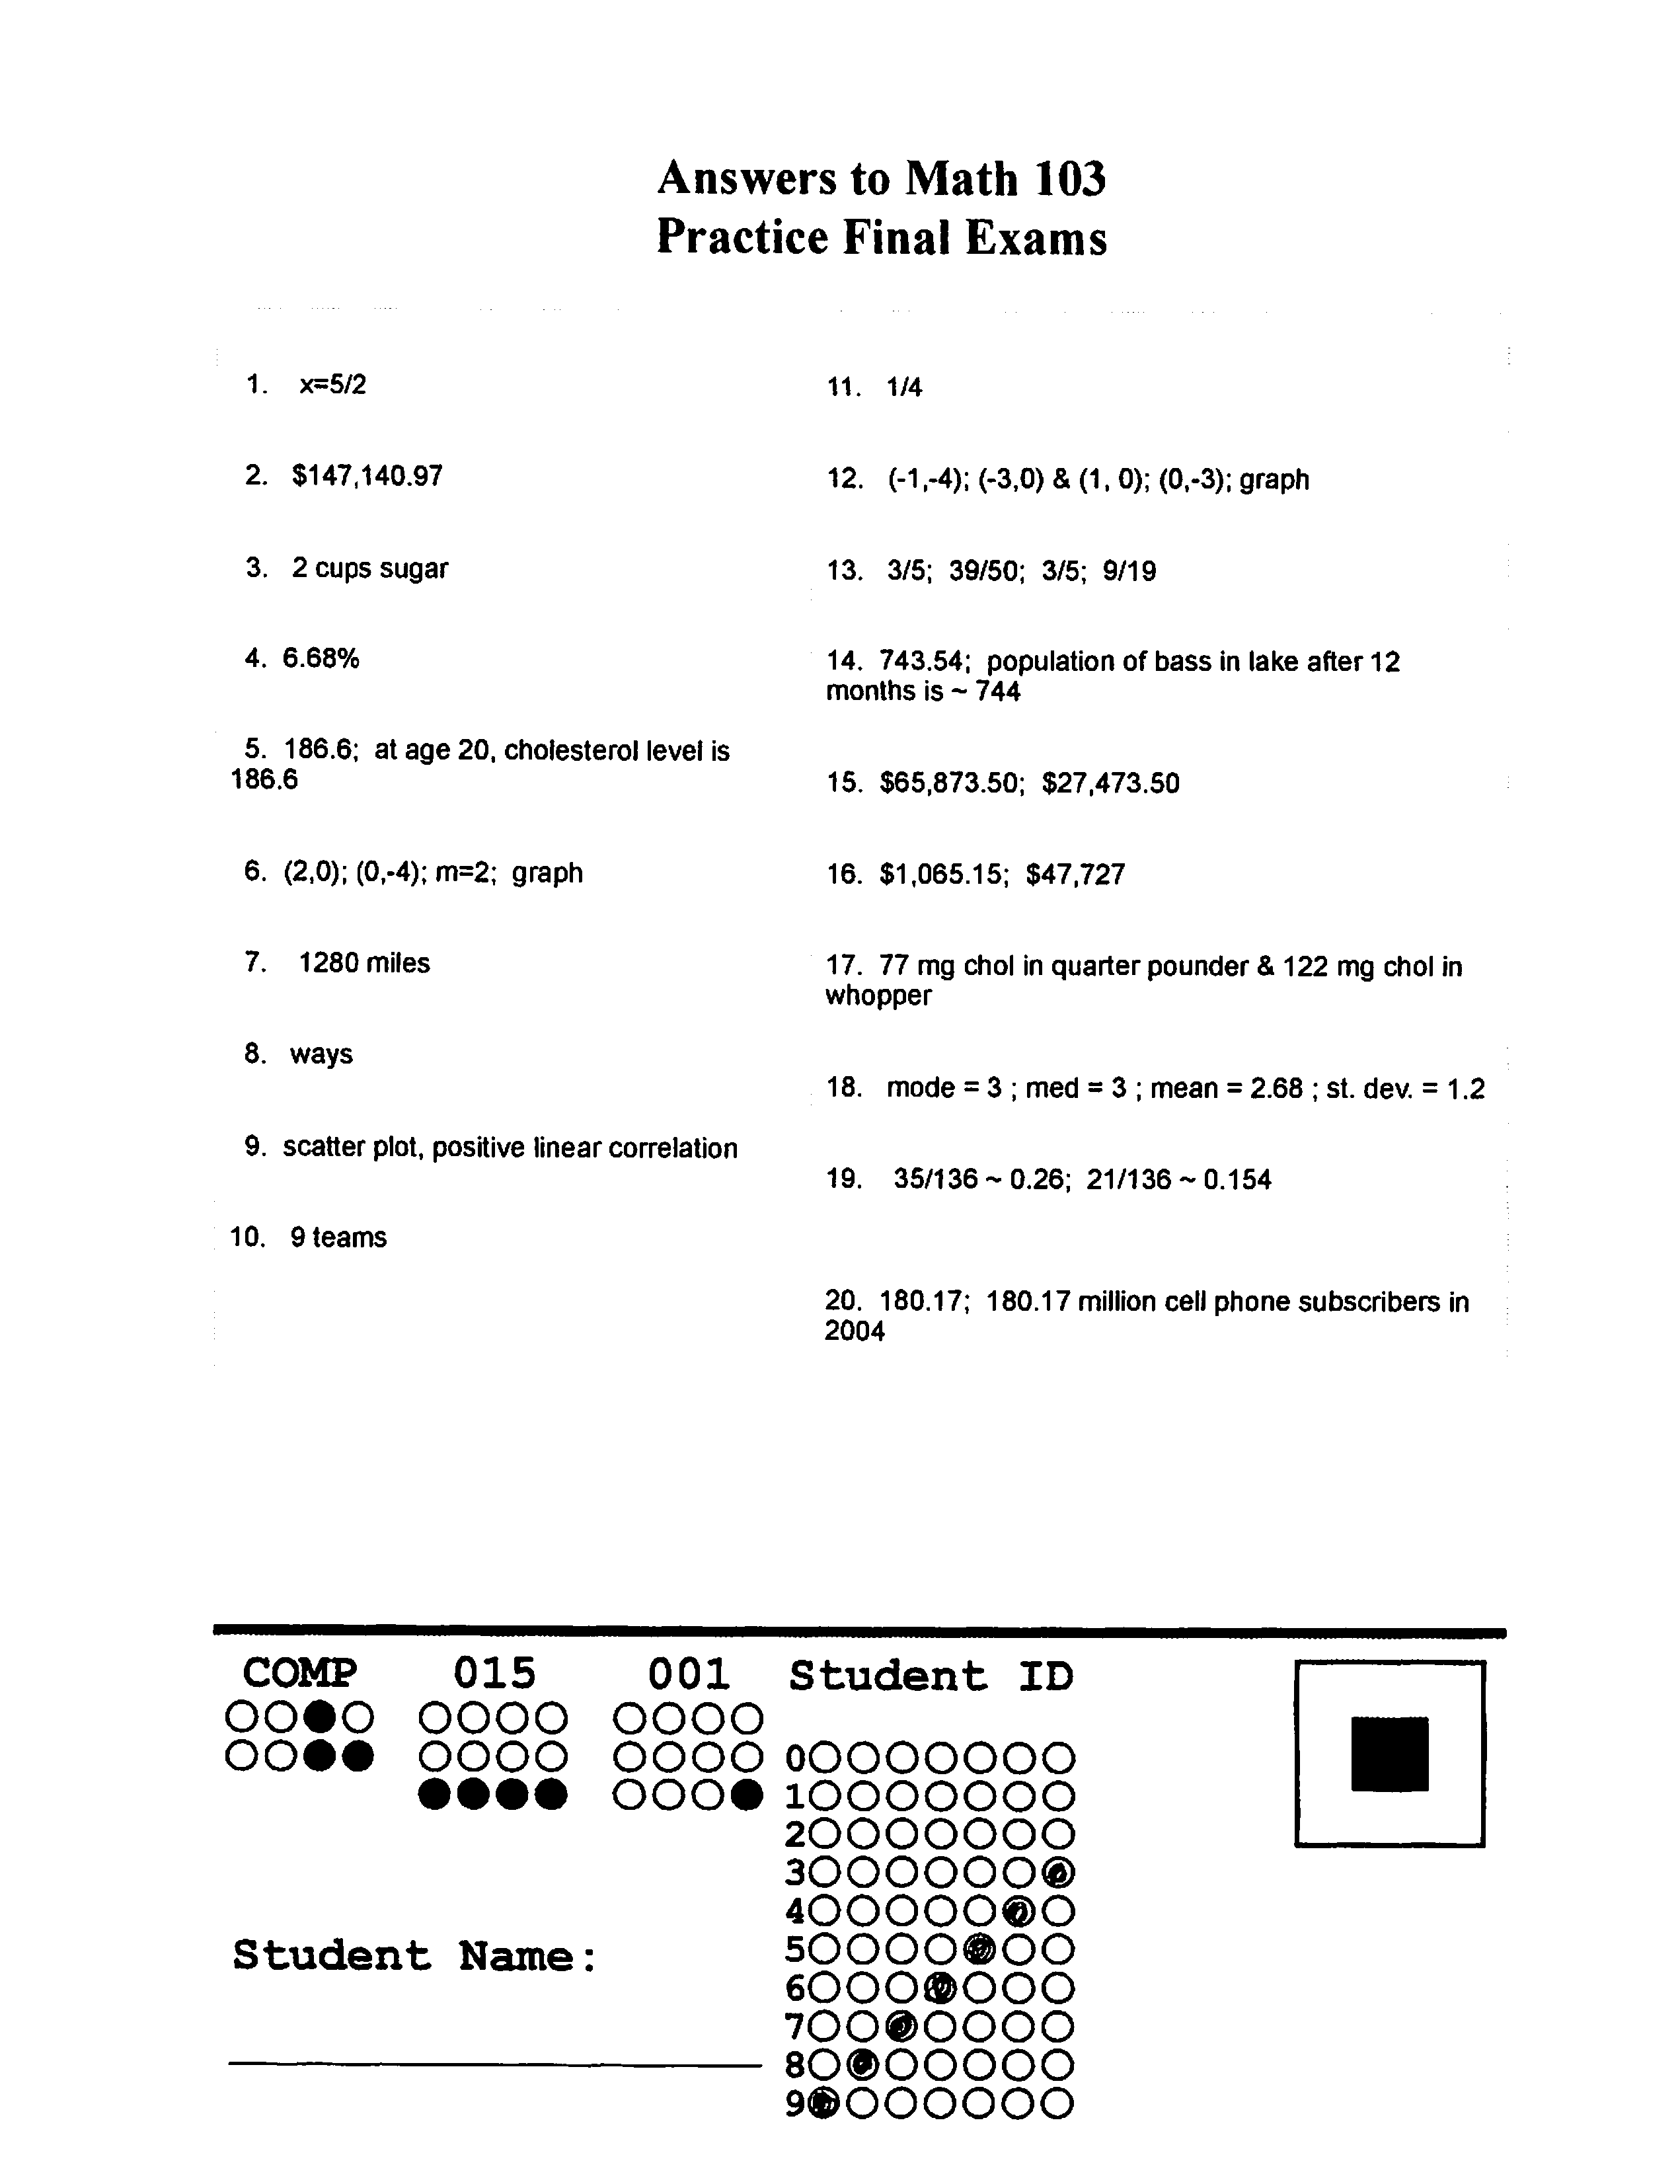 Answers to Math 103
Practice Final Exams
1. x=5/2
2. $147,140.97
3. 2 cups sugar
4. 6.68%
5. 186.6; at age 20, cholesterol level is
186.6
6. (2,0); (0,-4); m=2; graph
7. 1280 miles
8. ways
9. scatter plot, positive linear correlation
10. 9 teams
11. 1/4
12. (-1,-4); (-3,0) & (1, 0); (0,-3); graph
13. 3/5; 39/50; 3/5; 9/19
14. 743.54; population of bass in lake after 12
months is ~ 744
15. $65,873.50; $27,473.50
16. $1,065.15; $47,727
17. 77 mg chol in quarter pounder & 122 mg chol in
whopper
18. mode = 3 ; med = 3 ; mean = 2.68 ; st. dev. = 1.2
19. 35/136 ~ 0.26; 21/136 ~ 0.154
20. 180.17; 180.17 million cell phone subscribers in
2004
COMP 015 001 Student ID
0
1
2
3
4
Student Name:
5
6
7
8
9